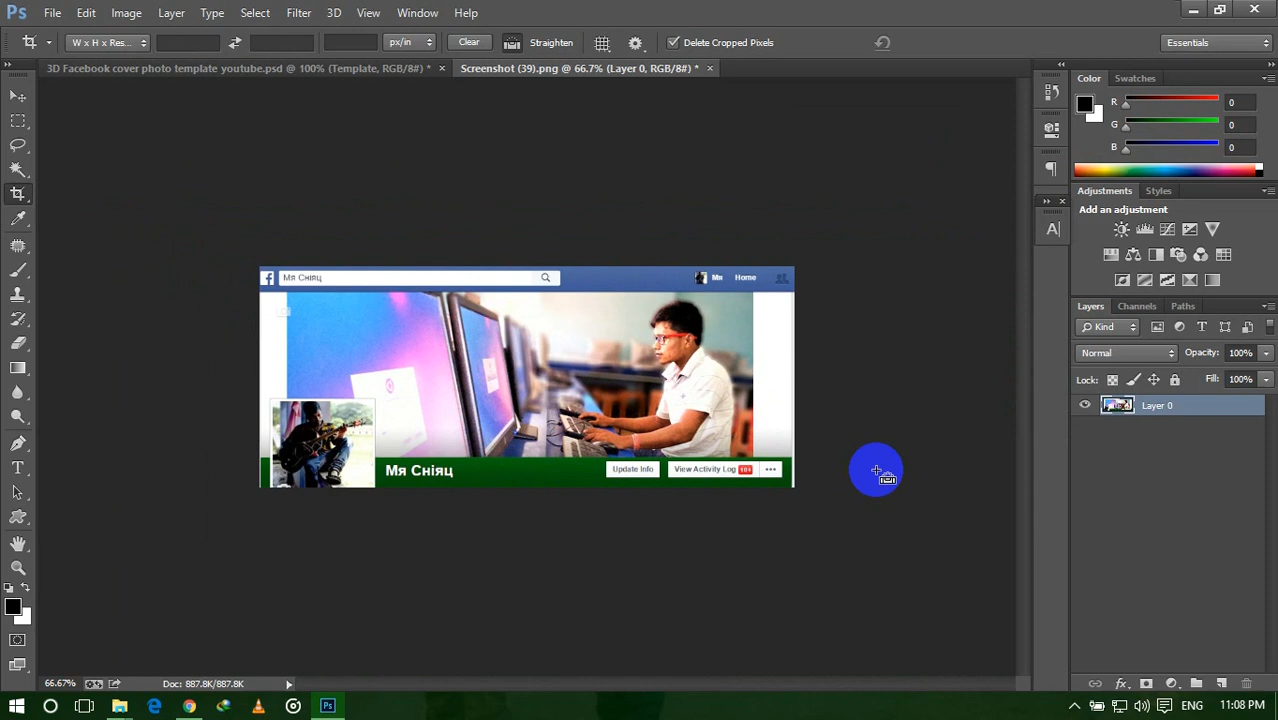 Ps File Edit Image Layer Type Select Filter 3D View Window Help
W x H x Res... px/in Clear Straighten Delete Cropped Pixels Essentials
3D Facebook cover photo template youtube.psd @ 100% (Template, RGB/8#) * Screenshot (39).png @ 66.7% (Layer 0, RGB/8#) *
Color Swatches
R 0
G 0
B 0
Adjustments Styles
Add an adjustment
Мя Сніяц Мя Home
Layers Channels Paths
Kind
Normal Opacity: 100%
Lock: Fill: 100%
Layer 0
Мя Сніяц Update Info View Activity Log
66.67% Doc: 887.8K/887.8K
Ps ENG 11:08 PM